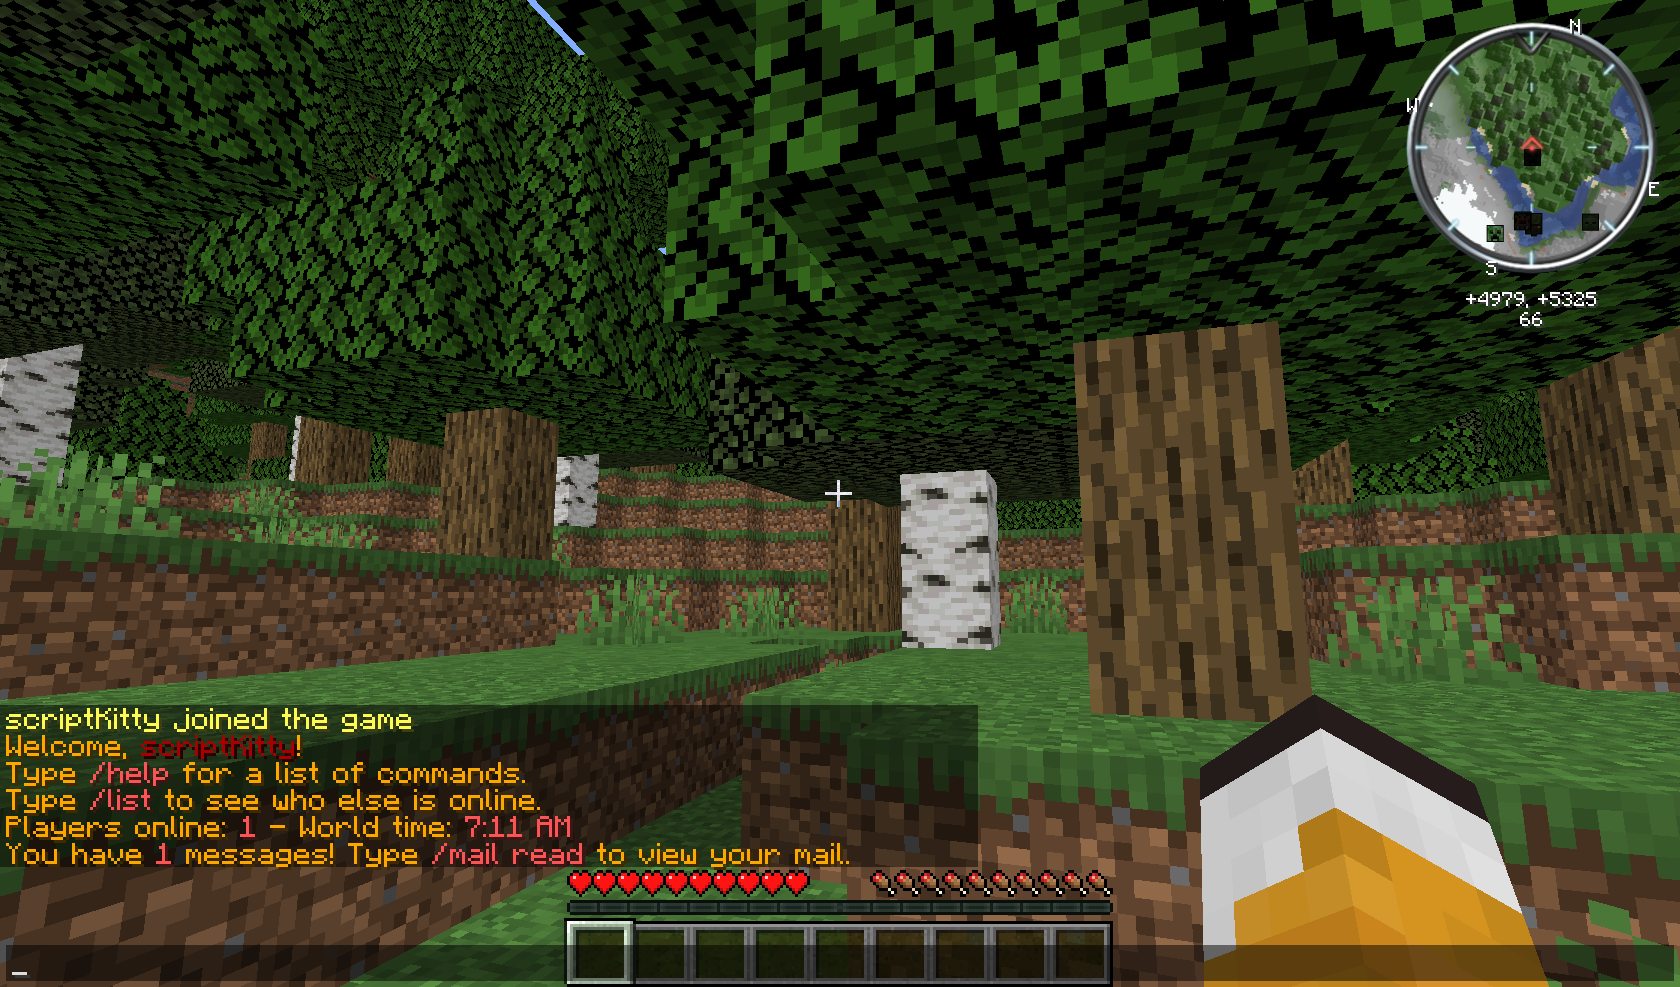 N
W
E
S
+4979, +5325
66
scriptKitty joined the game
Welcome, scriptKitty!
Type /help for a list of commands.
Type /list to see who else is online.
Players online: 1 - World time: 7:11 AM
You have 1 messages! Type /mail read to view your mail.
_